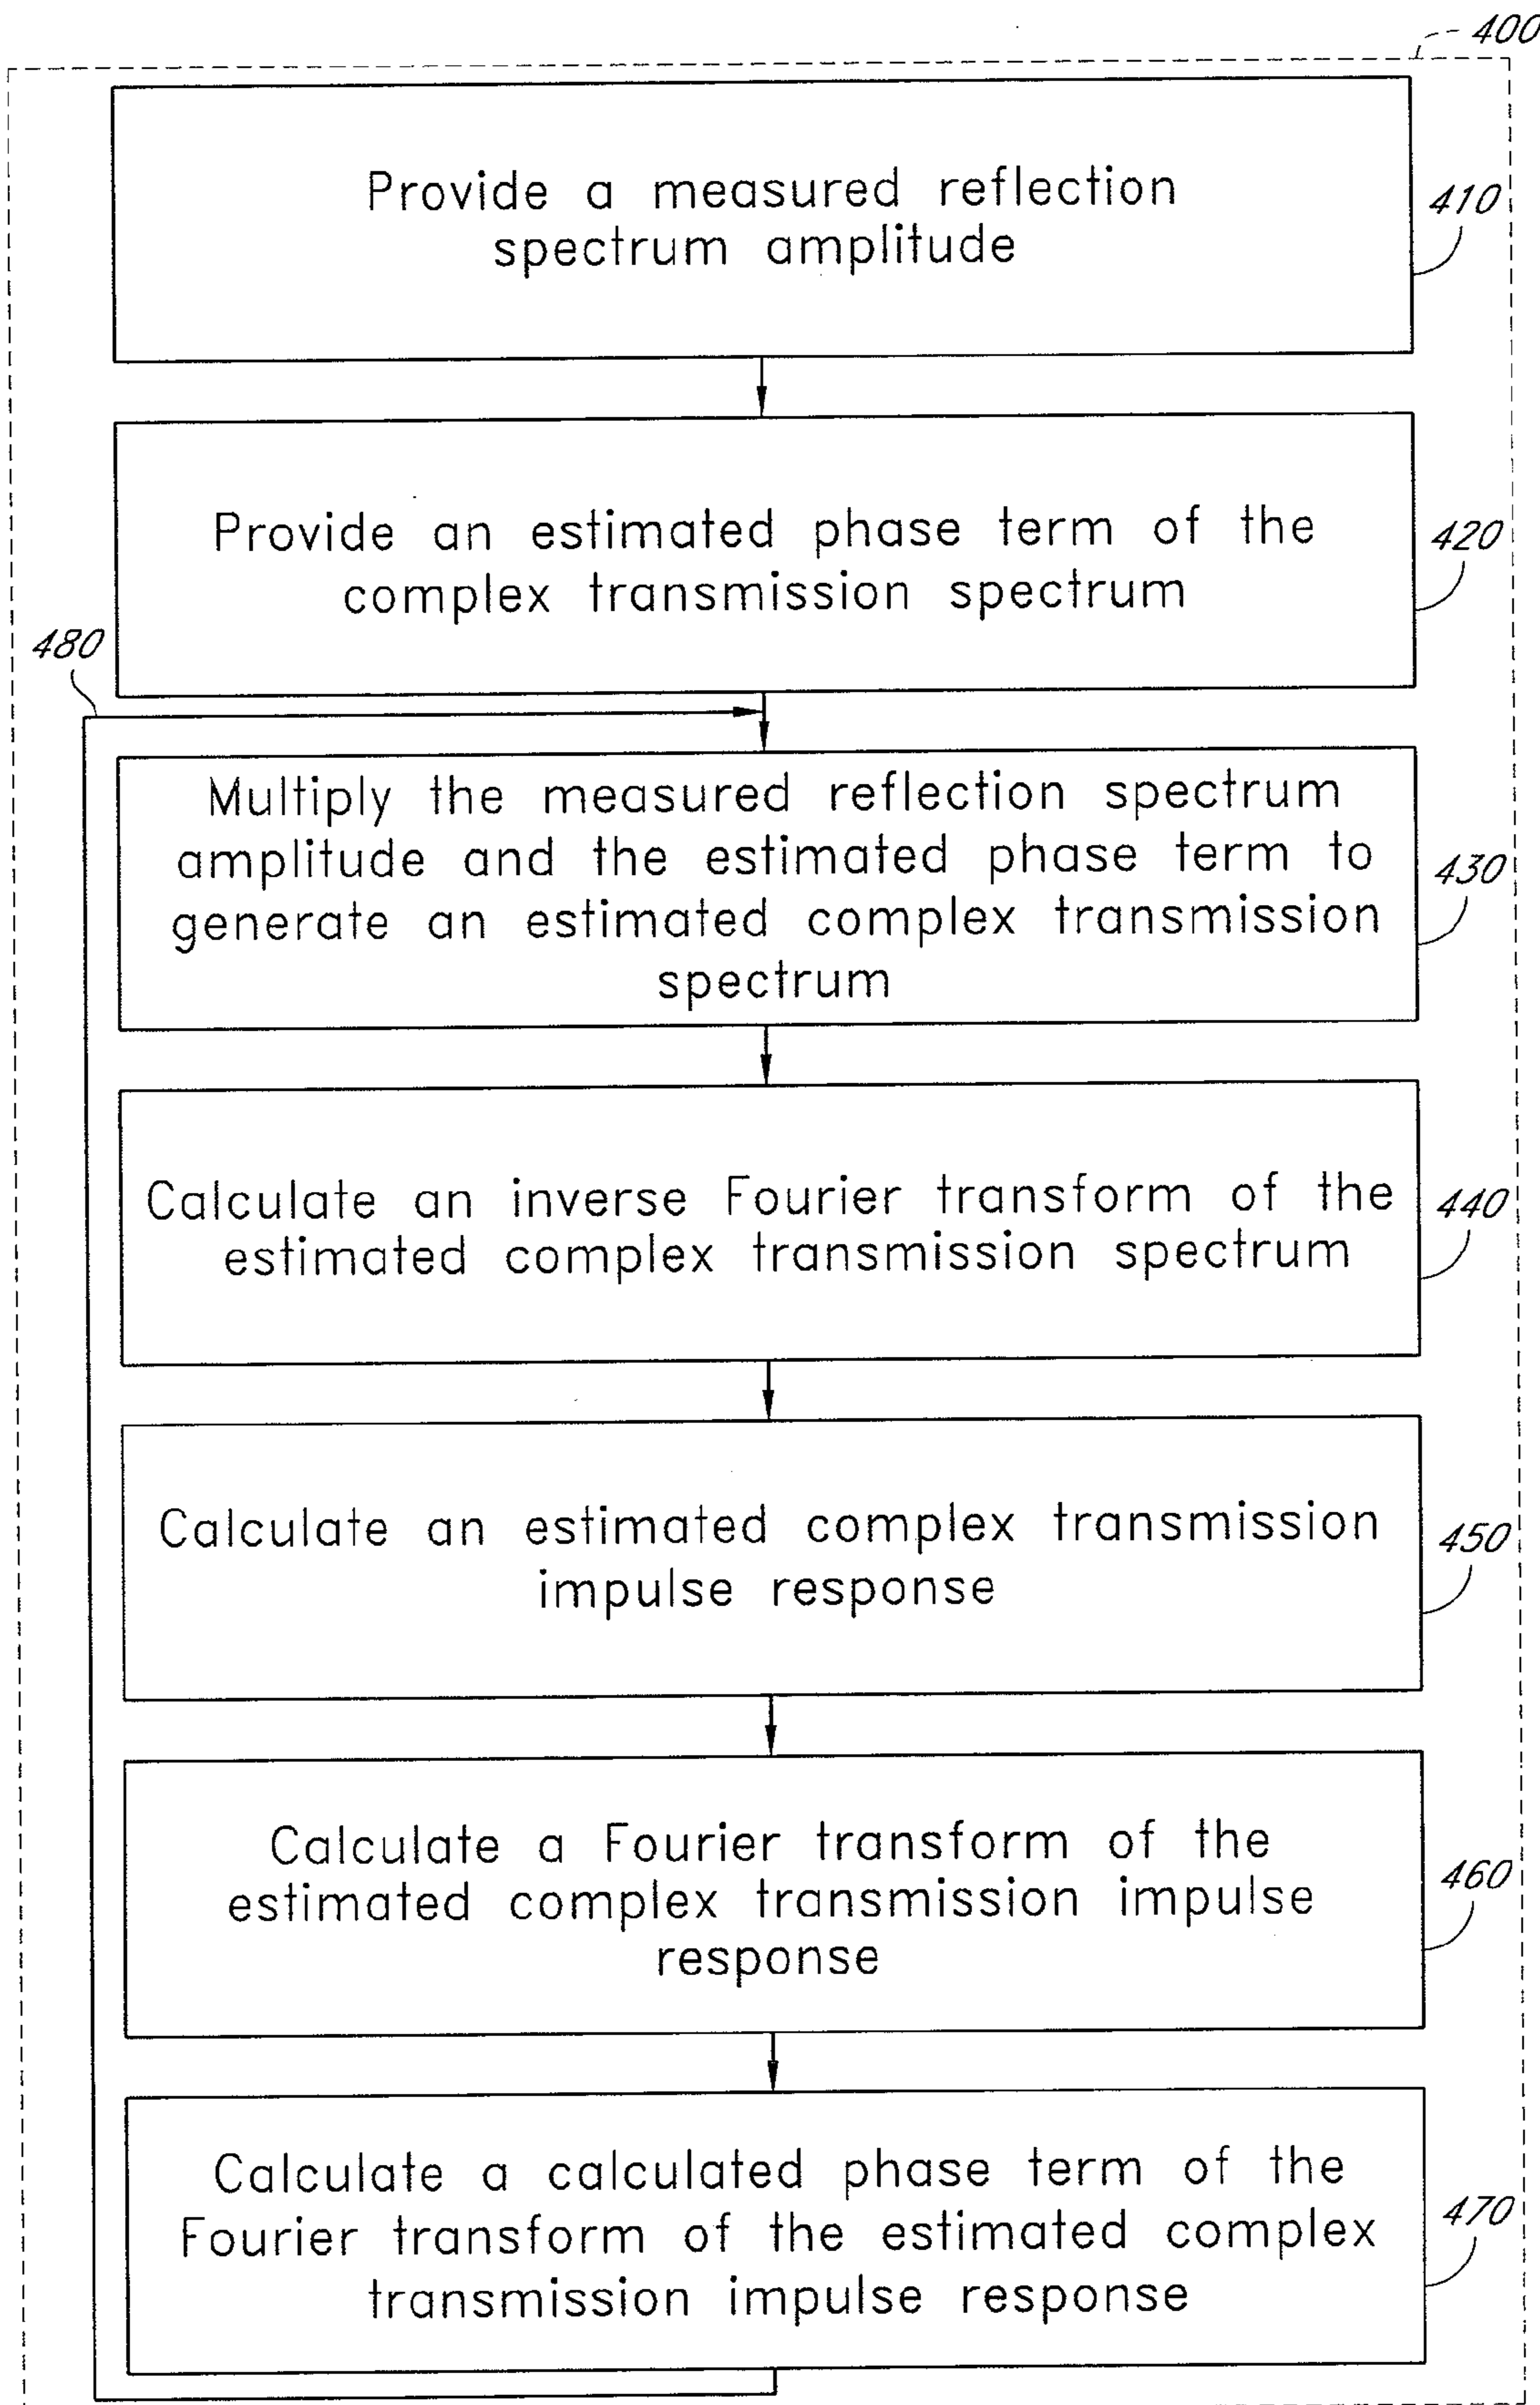 400
Provide a measured reflection
spectrum amplitude
410
Provide an estimated phase term of the
complex transmission spectrum
420
480
Multiply the measured reflection spectrum
amplitude and the estimated phase term to
generate an estimated complex transmission
spectrum
430
Calculate an inverse Fourier transform of the
estimated complex transmission spectrum
440
Calculate an estimated complex transmission
impulse response
450
Calculate a Fourier transform of the
estimated complex transmission impulse
response
460
Calculate a calculated phase term of the
Fourier transform of the estimated complex
transmission impulse response
470